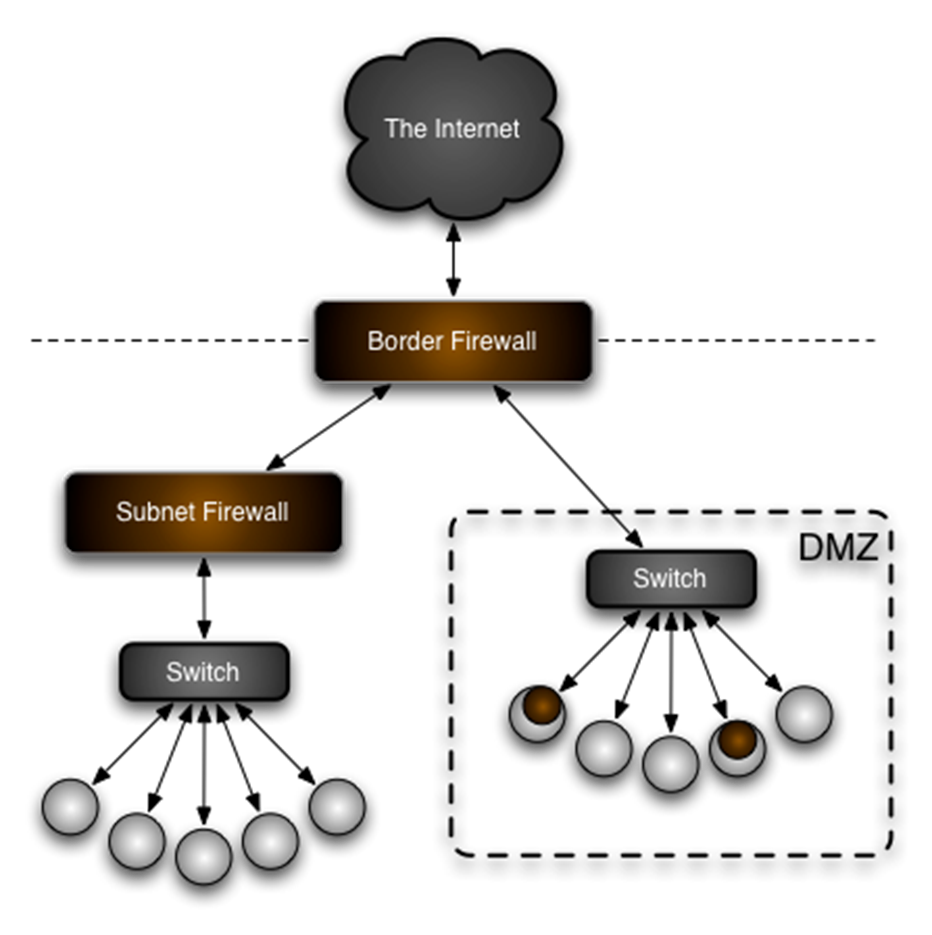 The Internet
Border Firewall
Subnet Firewall
DMZ
Switch
Switch